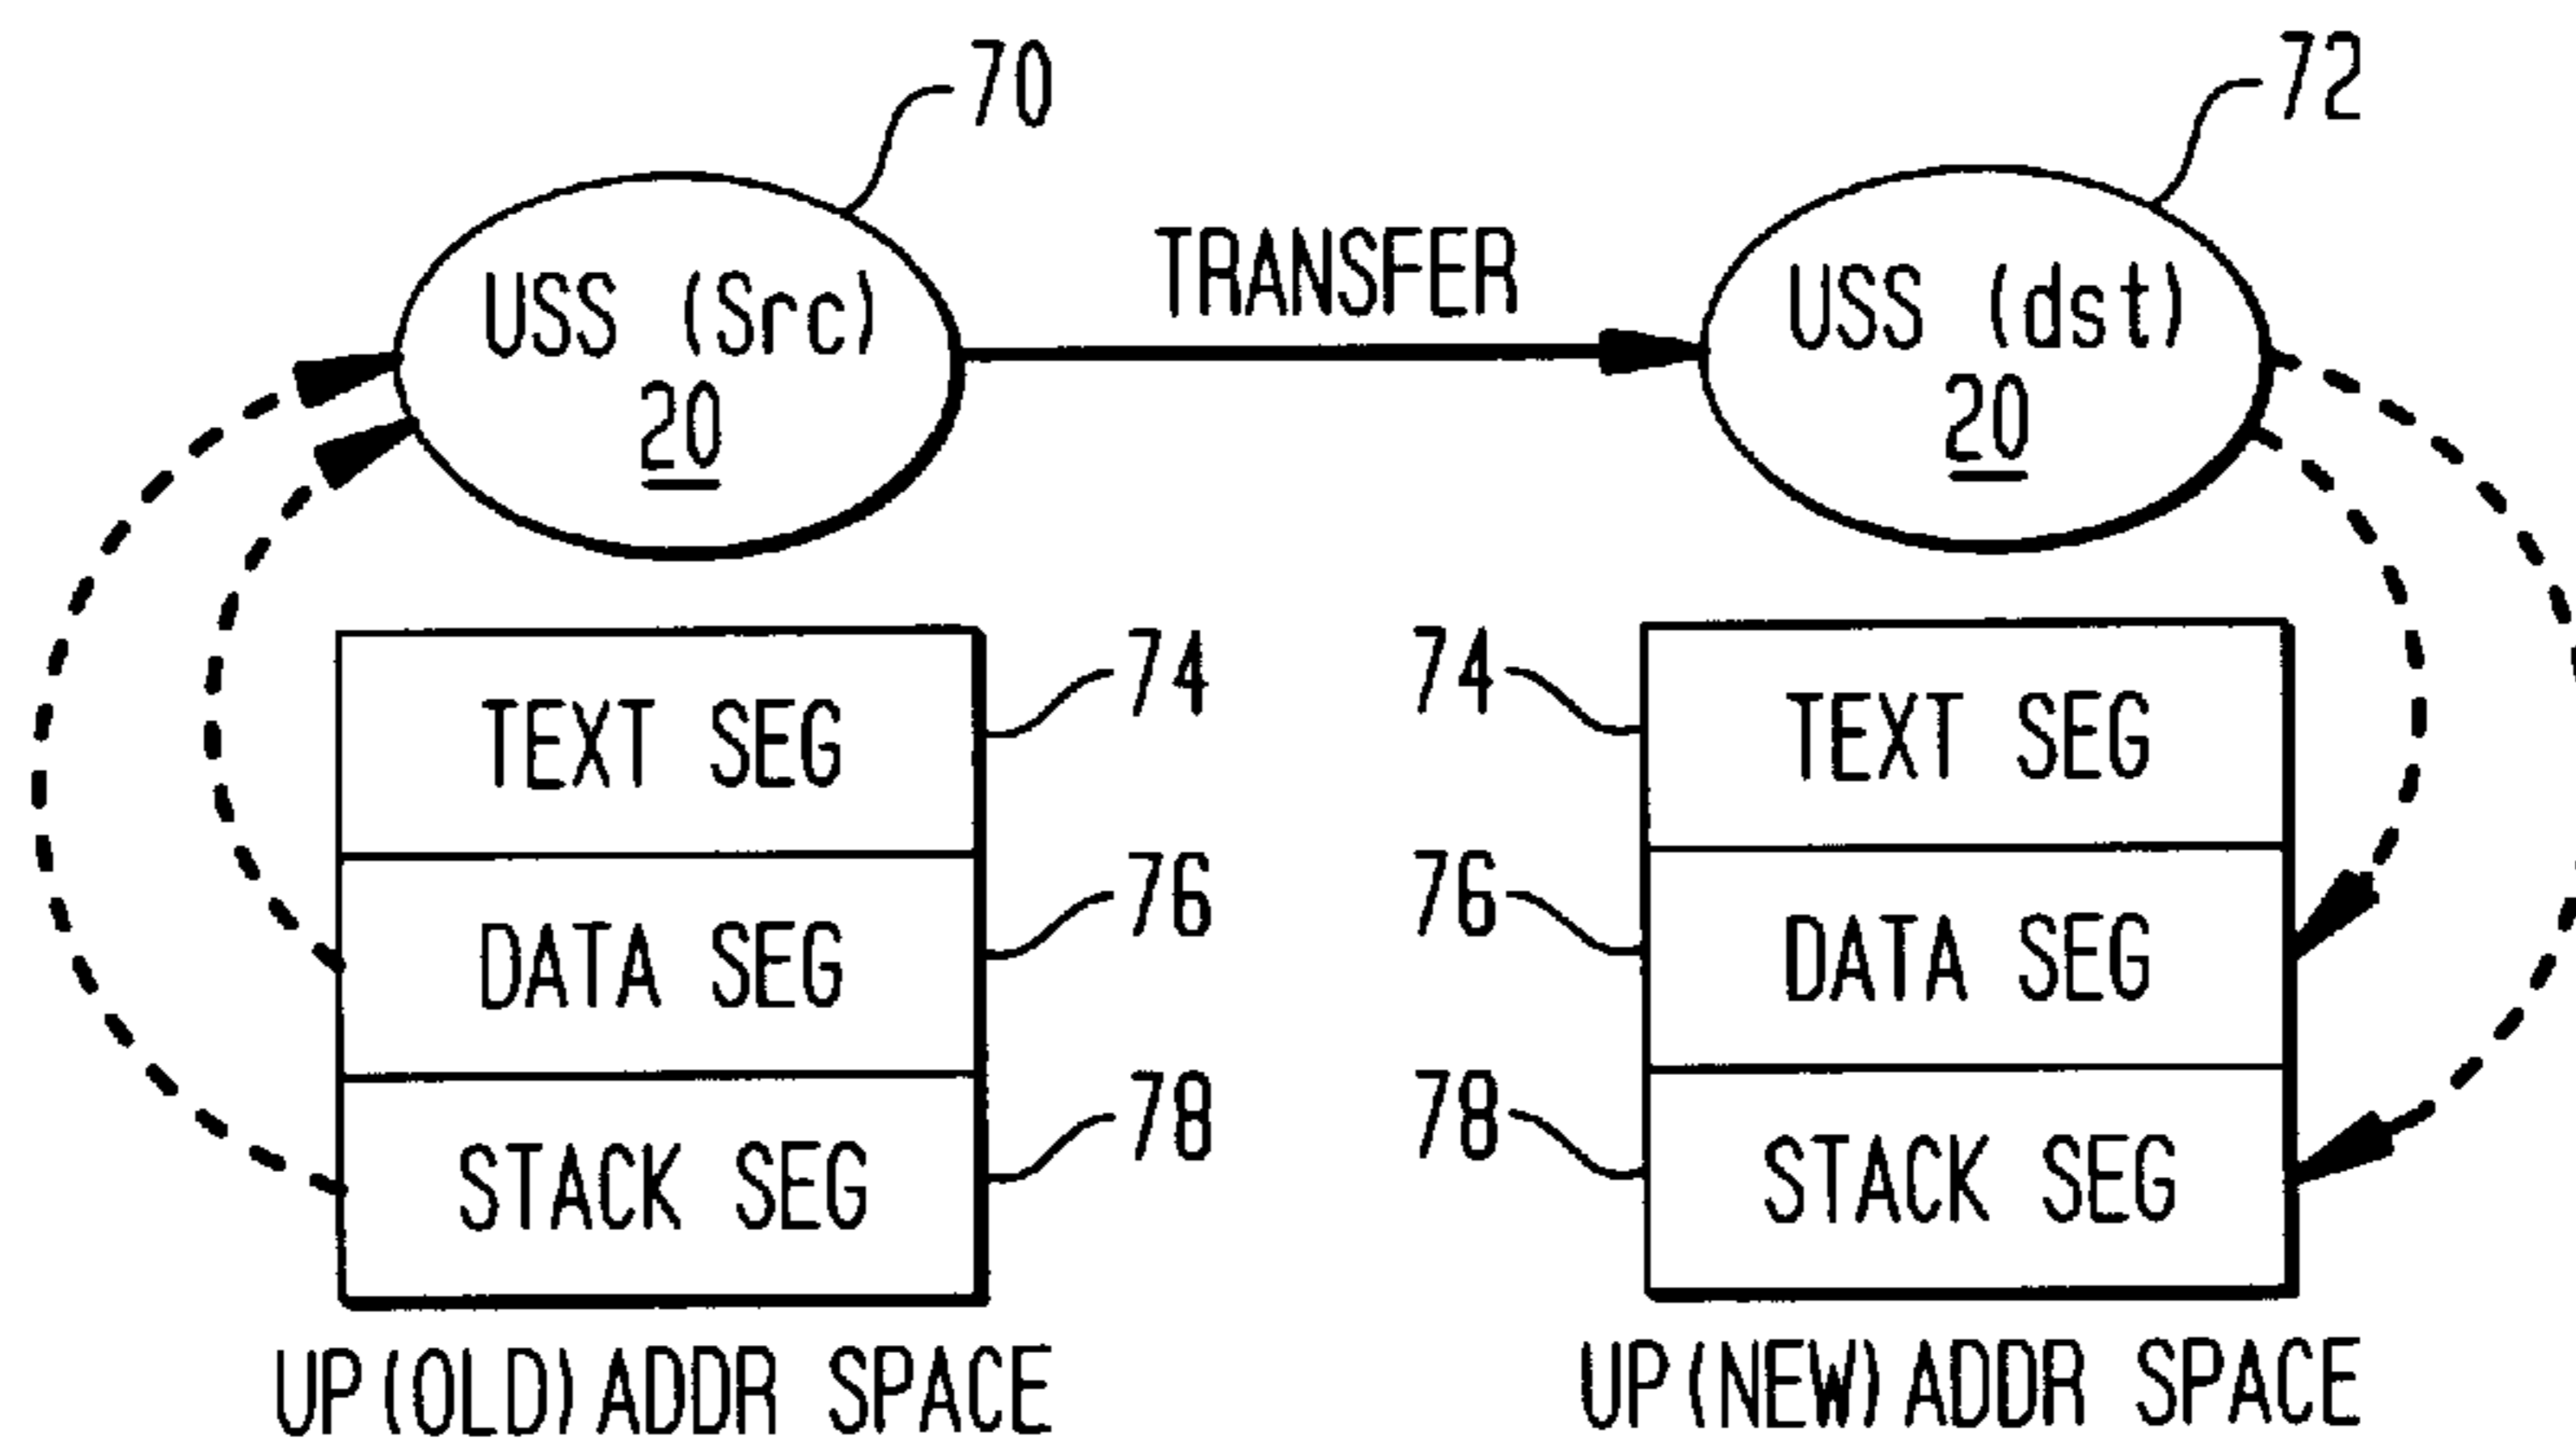 70
72
USS (Src)
20
TRANSFER
USS (dst)
20
TEXT SEG
74
74
TEXT SEG
DATA SEG
76
76
DATA SEG
STACK SEG
78
78
STACK SEG
UP(OLD)ADDR SPACE
UP(NEW)ADDR SPACE